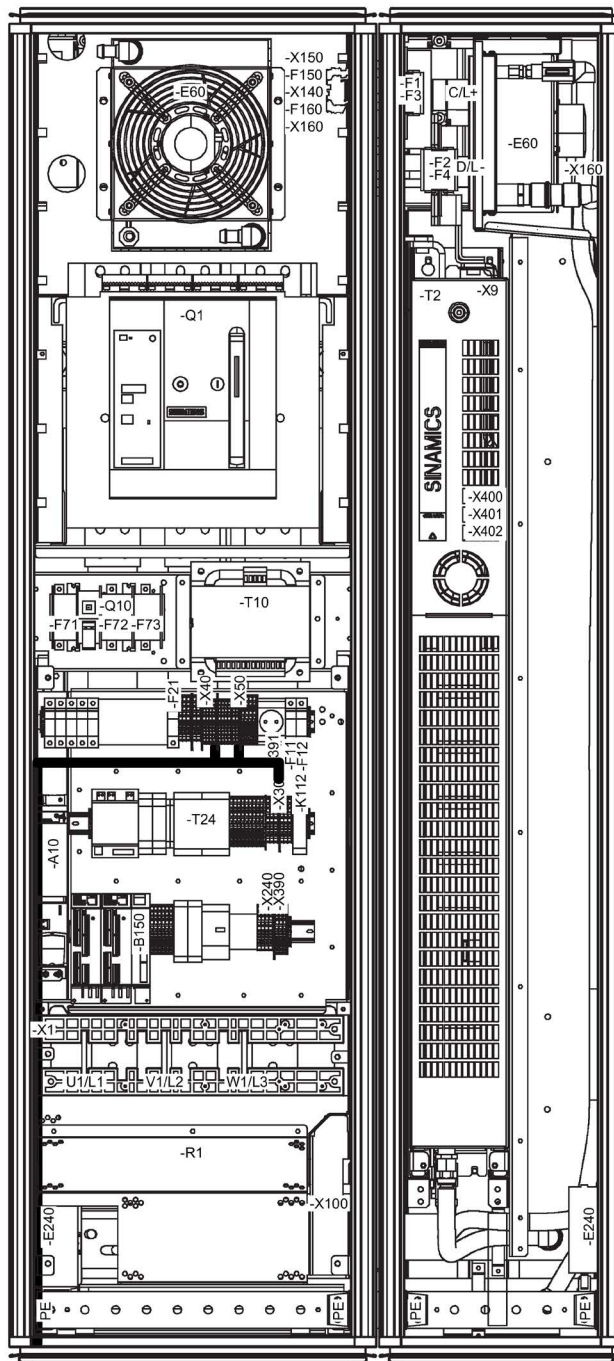 -X150
-F150
-X140
-F160
-X160
-E60
-Q1
-Q10
-F71
-F72
-F73
-T10
-F21
-X40
-X50
-F11
-F12
-K112
-T24
-A10
-X240
-X390
-B150
-X1
U1/L1
V1/L2
W1/L3
-R1
-X100
-E240
PE
PE
-F1
-F3
C/L+
-E60
-F2
-F4
D/L-
-X160
-T2
-X9
SINAMICS
-X400
-X401
-X402
-E240
PE
PE